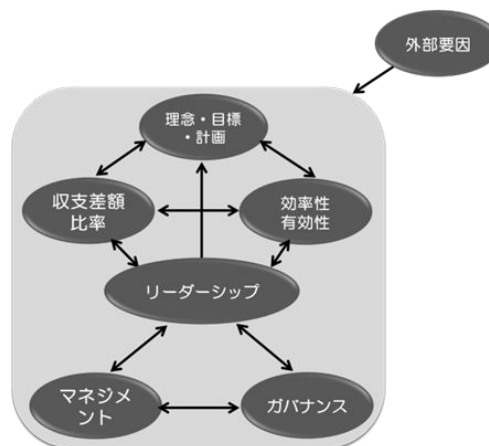 外部要因
理念・目標
・計画
収支差額
比率
効率性
有効性
リーダーシップ
マネジメ
ント
ガバナンス